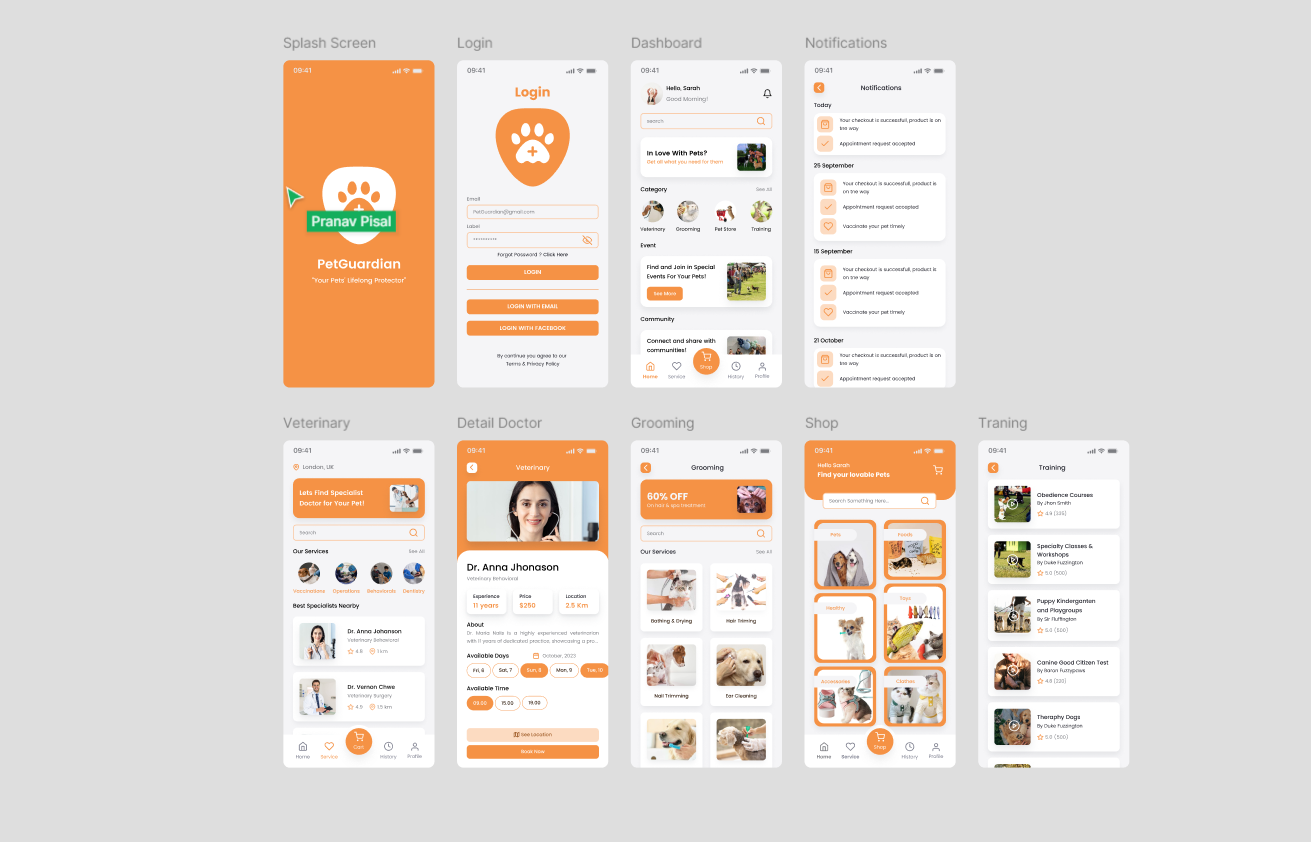 Splash Screen
09:41
Pranav Pisal
PetGuardian
"Your Pets' Lifelong Protector"
Login
09:41
Login
Email
PetGuardian@gmail.com
Label
**********
Forgot Password ? Click Here
LOGIN
LOGIN WITH EMAIL
LOGIN WITH FACEBOOK
By continue you agree to our
Terms & Privacy Policy
Dashboard
09:41
Hello, Sarah
Good Morning!
search
In Love With Pets?
Get all what you need for them
Category
See All
Veterinary
Grooming
Pet Store
Training
Event
Find and Join in Special
Events For Your Pets!
See More
Community
Connect and share with
communities!
Home
Service
Shop
History
Profile
Notifications
09:41
Notifications
Today
Your checkout is successfull, product is on
tne way
Appointment request accepted
25 September
Your checkout is successfull, product is
on tne way
Appointment request accepted
Vaccinate your pet timely
15 September
Your checkout is successfull, product is
on tne way
Appointment request accepted
Vaccinate your pet timely
21 October
Your checkout is successfull, product is
on tne way
Appointment request accepted
Veterinary
09:41
London, UK
Lets Find Specialist
Doctor for Your Pet!
Search
Our Services
See All
Vaccinations
Operations
Behaviorals
Dentistry
Best Specialists Nearby
Dr. Anna Johanson
Veterinary Behavioral
4.8
1 km
Dr. Vernon Chwe
Veterinary Surgery
4.9
1.5 km
Home
Service
Cart
History
Profile
Detail Doctor
09:41
Veterinary
Dr. Anna Jhonason
Veterinary Behavioral
Experience
11 years
Price
$250
Location
2.5 Km
About
Dr. Maria Naila is a highly experienced veterinarian
with 11 years of dedicated practice, showcasing a pro...
Available Days
October, 2023
Fri, 6
Sat, 7
Sun, 8
Mon, 9
Tue, 10
Available Time
09.00
15.00
19.00
See Location
Book Now
Grooming
09:41
Grooming
60% OFF
On hair & spa treatment
Search
Our Services
See All
Bathing & Drying
Hair Triming
Nail Trimming
Ear Cleaning
Shop
09:41
Hello Sarah
Find your lovable Pets
Search Something Here...
Pets
Foods
Healthy
Toys
Accessories
Clothes
Home
Service
Shop
History
Profile
Traning
09:41
Training
Obedience Courses
By Jhon Smith
4.9 (335)
Specialty Classes &
Workshops
By Duke Fuzzington
5.0 (500)
Puppy Kinderganten
and Playgroups
By Sir Fluffington
5.0 (500)
Canine Good Citizen Test
By Baron Fuzzypaws
4.8 (220)
Theraphy Dogs
By Duke Fuzzington
5.0 (500)